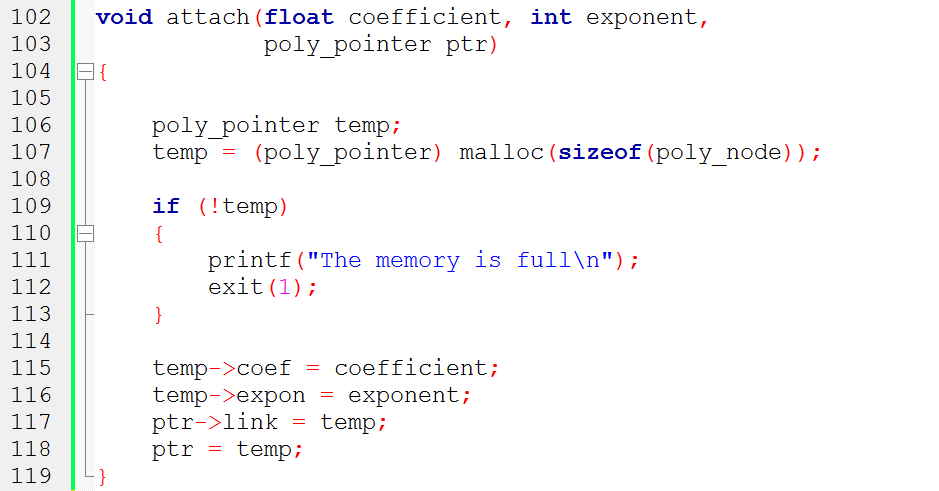 102 void attach(float coefficient, int exponent,
103             poly_pointer ptr)
104 {
105
106     poly_pointer temp;
107     temp = (poly_pointer) malloc(sizeof(poly_node));
108
109     if (!temp)
110     {
111         printf("The memory is full\n");
112         exit(1);
113     }
114
115     temp->coef = coefficient;
116     temp->expon = exponent;
117     ptr->link = temp;
118     ptr = temp;
119 }